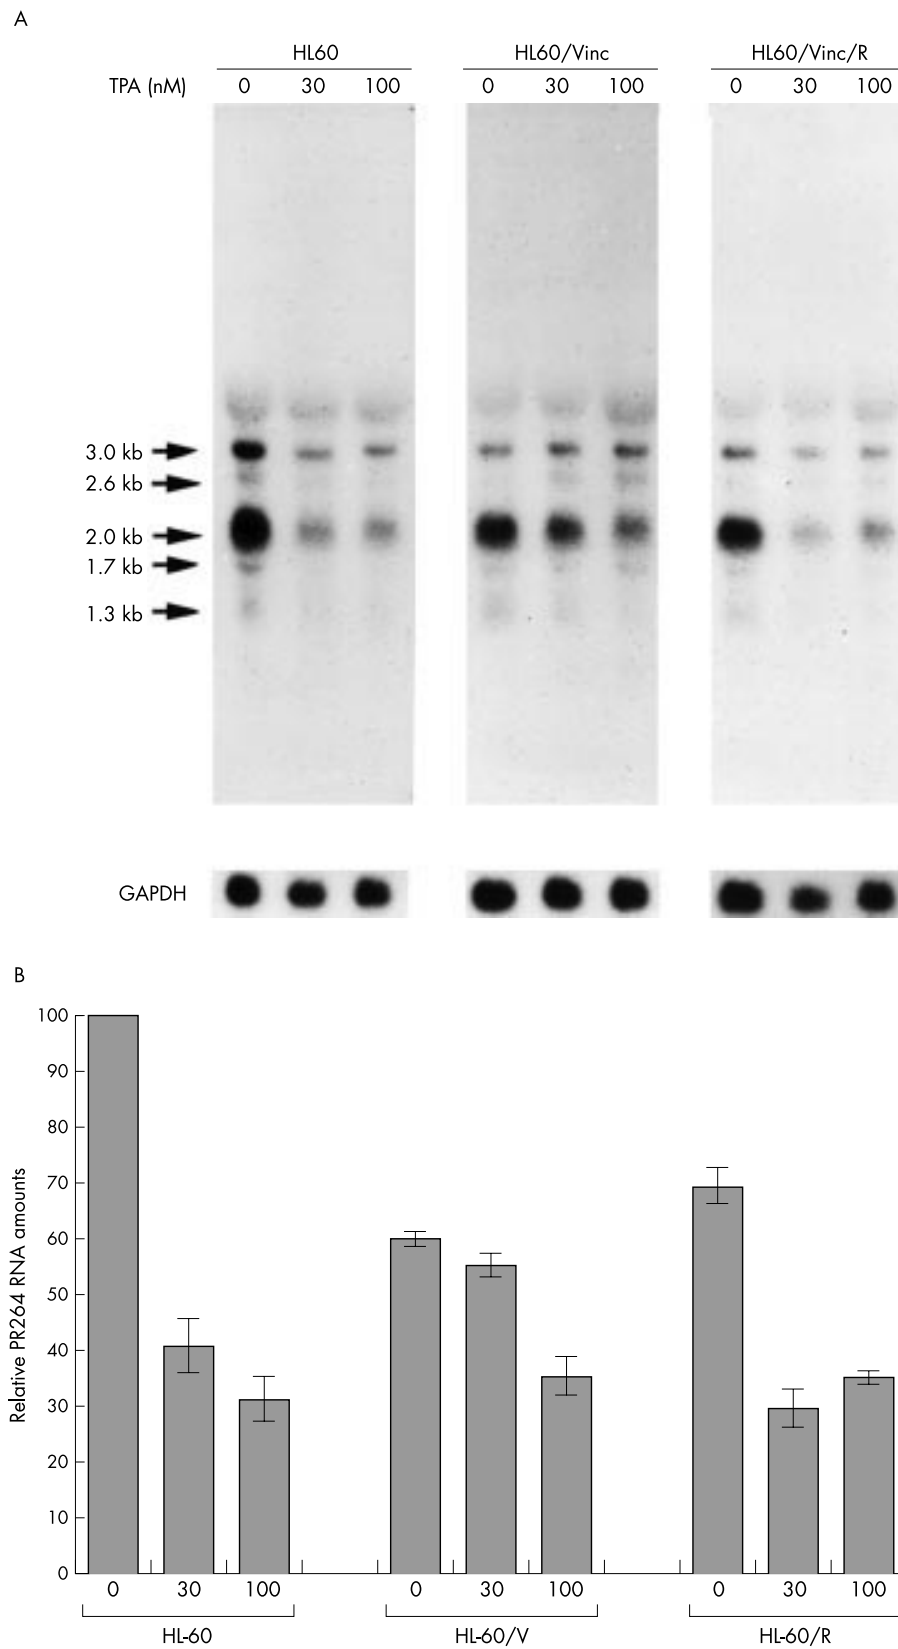 A
HL60 HL60/Vinc HL60/Vinc/R
TPA (nM) 0 30 100 0 30 100 0 30 100
3.0 kb
2.6 kb
2.0 kb
1.7 kb
1.3 kb
GAPDH
B
Relative PR264 RNA amounts
100
90
80
70
60
50
40
30
20
10
0
0 30 100 0 30 100 0 30 100
HL-60 HL-60/V HL-60/R